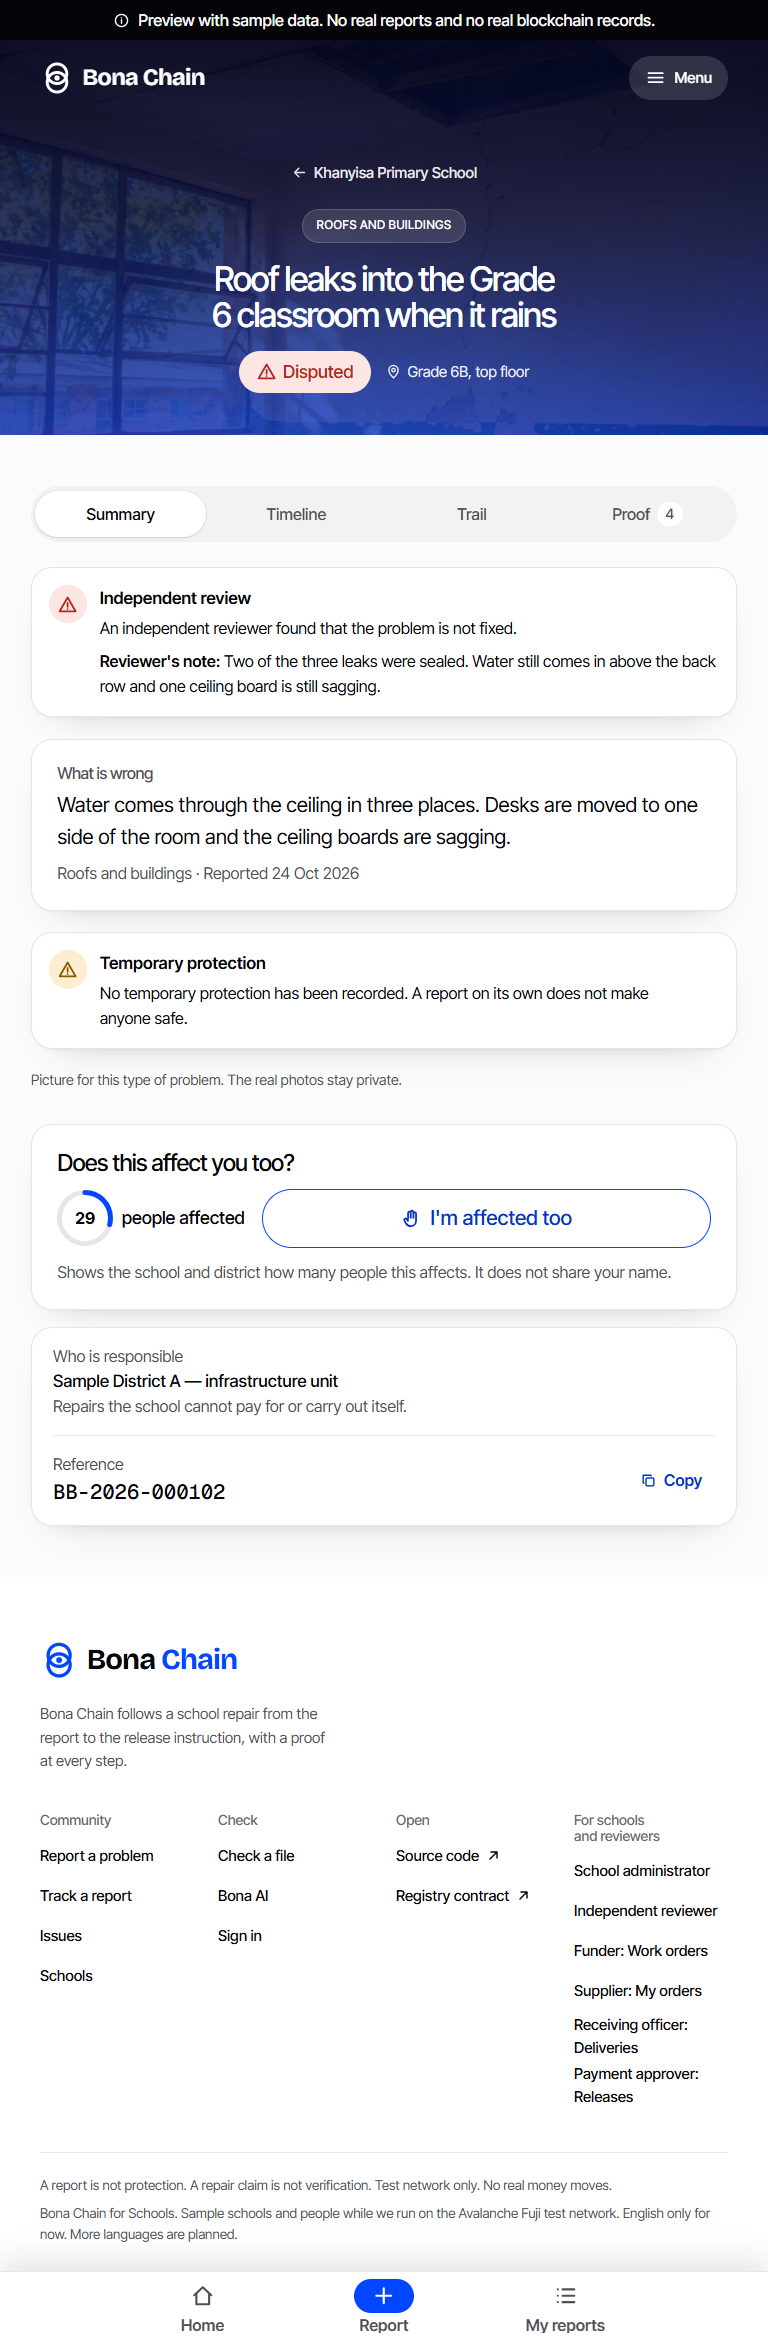 Preview with sample data. No real reports and no real blockchain records.
Bona Chain
Menu
Khanyisa Primary School
ROOFS AND BUILDINGS
Roof leaks into the Grade
6 classroom when it rains
Disputed
Grade 6B, top floor
Summary
Timeline
Trail
Proof 4
Independent review
An independent reviewer found that the problem is not fixed.
Reviewer's note: Two of the three leaks were sealed. Water still comes in above the back
row and one ceiling board is still sagging.
What is wrong
Water comes through the ceiling in three places. Desks are moved to one
side of the room and the ceiling boards are sagging.
Roofs and buildings · Reported 24 Oct 2026
Temporary protection
No temporary protection has been recorded. A report on its own does not make
anyone safe.
Picture for this type of problem. The real photos stay private.
Does this affect you too?
29 people affected
I'm affected too
Shows the school and district how many people this affects. It does not share your name.
Who is responsible
Sample District A — infrastructure unit
Repairs the school cannot pay for or carry out itself.
Reference
BB-2026-000102
Copy
Bona Chain
Bona Chain follows a school repair from the
report to the release instruction, with a proof
at every step.
Community
Report a problem
Track a report
Issues
Schools
Check
Check a file
Bona AI
Sign in
Open
Source code
Registry contract
For schools
and reviewers
School administrator
Independent reviewer
Funder: Work orders
Supplier: My orders
Receiving officer:
Deliveries
Payment approver:
Releases
A report is not protection. A repair claim is not verification. Test network only. No real money moves.
Bona Chain for Schools. Sample schools and people while we run on the Avalanche Fuji test network. English only for
now. More languages are planned.
Home
Report
My reports